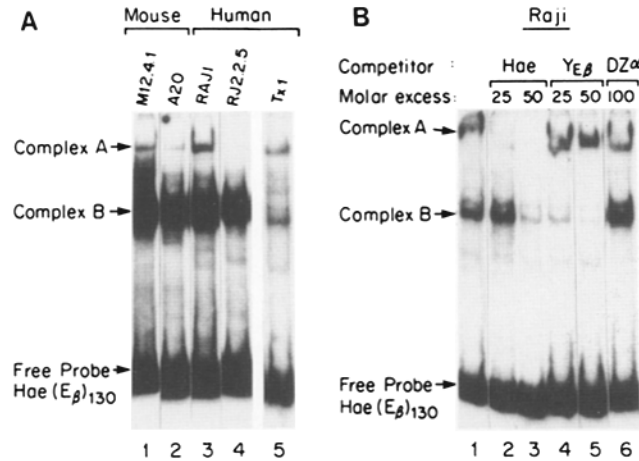 A
Mouse Human
M12.4.1 A20 RAJI RJ2.2.5 Tx1
Complex A
Complex B
Free Probe
Hae (Eβ)130
1 2 3 4 5
B
Raji
Competitor : Hae YEβ DZα
Molar excess: 25 50 25 50 100
Complex A
Complex B
Free Probe
Hae (Eβ)130
1 2 3 4 5 6